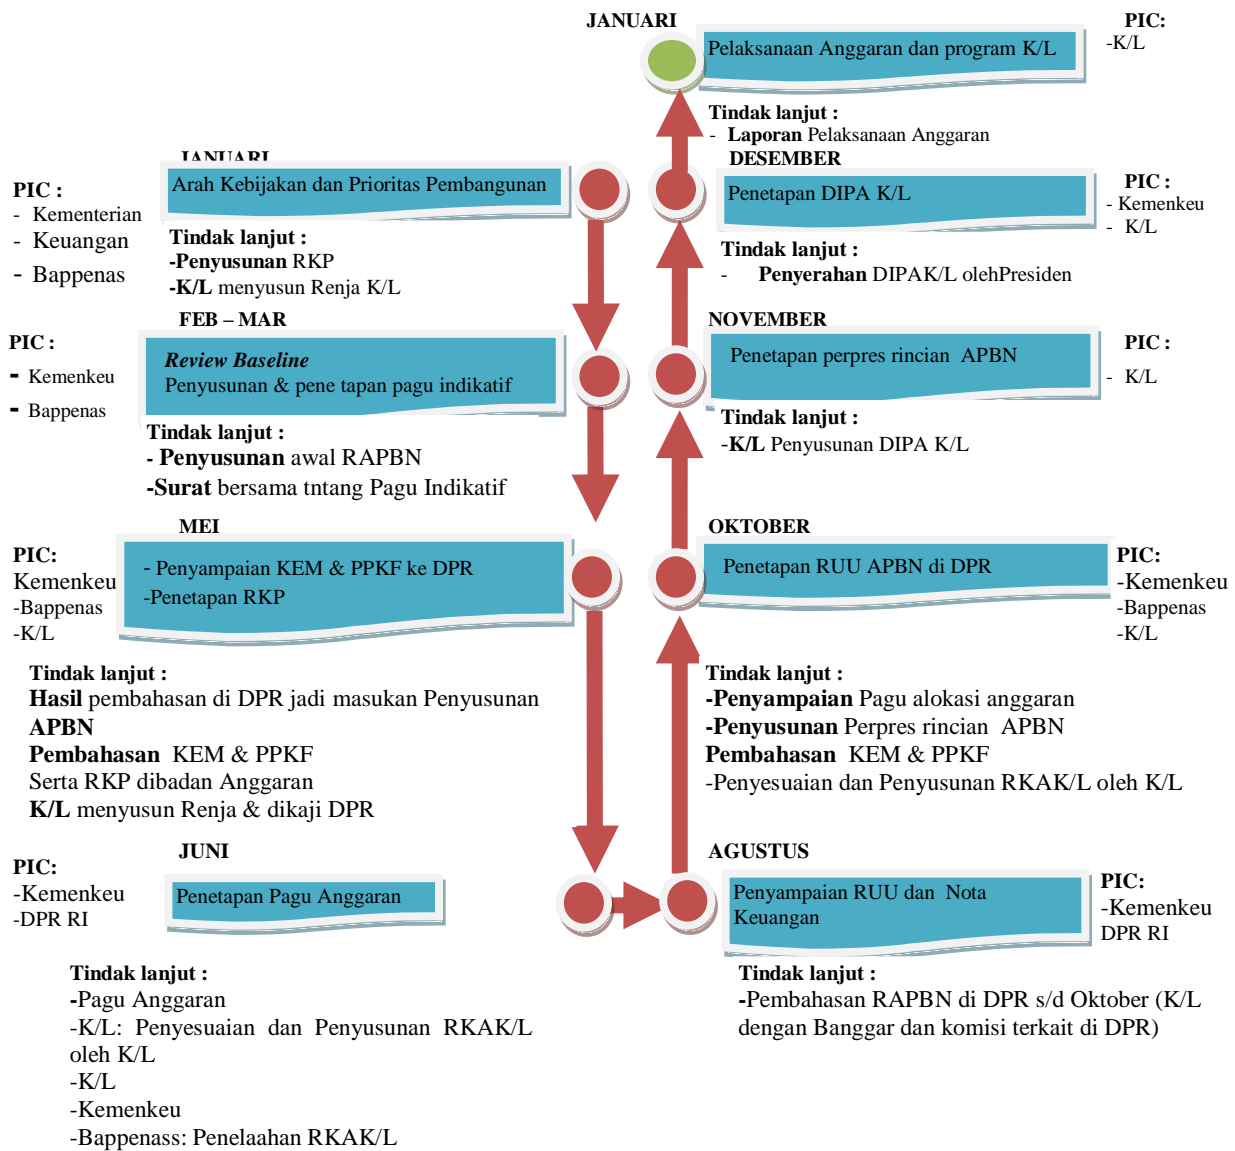 JANUARI
PIC:
Pelaksanaan Anggaran dan program K/L
-K/L
Tindak lanjut :
- Laporan Pelaksanaan Anggaran
JANUARI
PIC :
Arah Kebijakan dan Prioritas Pembangunan
- Kementerian
- Keuangan
- Bappenas
Tindak lanjut :
-Penyusunan RKP
-K/L menyusun Renja K/L
DESEMBER
Penetapan DIPA K/L
PIC :
- Kemenkeu
- K/L
Tindak lanjut :
- Penyerahan DIPAK/L olehPresiden
FEB – MAR
PIC :
- Kemenkeu
- Bappenas
Review Baseline
Penyusunan & pene tapan pagu indikatif
Tindak lanjut :
- Penyusunan awal RAPBN
-Surat bersama tntang Pagu Indikatif
NOVEMBER
Penetapan perpres rincian APBN
PIC :
- K/L
Tindak lanjut :
-K/L Penyusunan DIPA K/L
MEI
PIC:
Kemenkeu
-Bappenas
-K/L
- Penyampaian KEM & PPKF ke DPR
-Penetapan RKP
Tindak lanjut :
Hasil pembahasan di DPR jadi masukan Penyusunan
APBN
Pembahasan KEM & PPKF
Serta RKP dibadan Anggaran
K/L menyusun Renja & dikaji DPR
OKTOBER
Penetapan RUU APBN di DPR
PIC:
-Kemenkeu
-Bappenas
-K/L
Tindak lanjut :
-Penyampaian Pagu alokasi anggaran
-Penyusunan Perpres rincian APBN
Pembahasan KEM & PPKF
-Penyesuaian dan Penyusunan RKAK/L oleh K/L
JUNI
PIC:
-Kemenkeu
-DPR RI
Penetapan Pagu Anggaran
Tindak lanjut :
-Pagu Anggaran
-K/L: Penyesuaian dan Penyusunan RKAK/L
oleh K/L
-K/L
-Kemenkeu
-Bappenass: Penelaahan RKAK/L
AGUSTUS
Penyampaian RUU dan Nota
Keuangan
PIC:
-Kemenkeu
DPR RI
Tindak lanjut :
-Pembahasan RAPBN di DPR s/d Oktober (K/L
dengan Banggar dan komisi terkait di DPR)